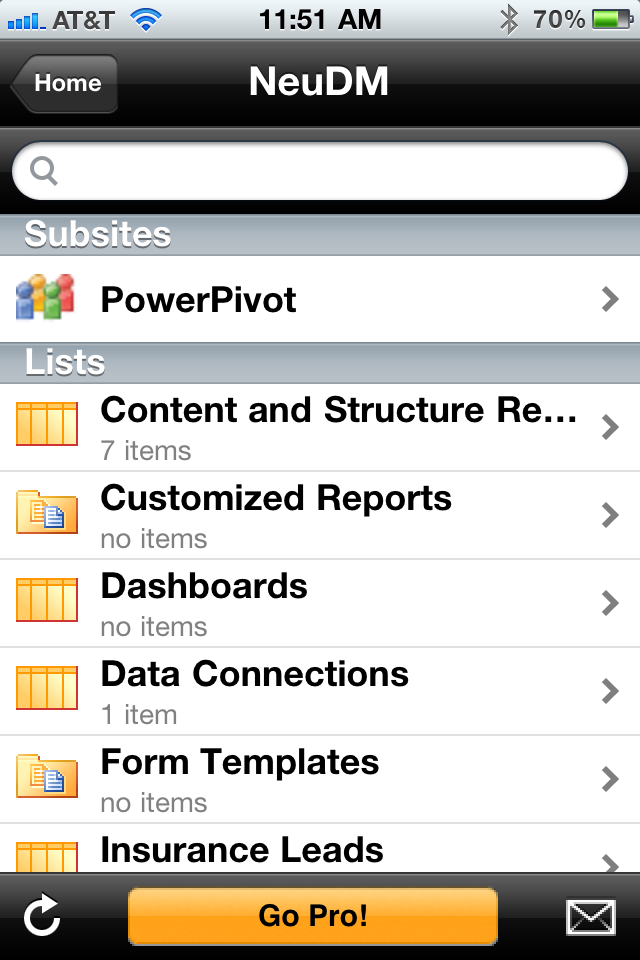 AT&T 11:51 AM 70%
Home NeuDM
Subsites
PowerPivot
Lists
Content and Structure Re...
7 items
Customized Reports
no items
Dashboards
no items
Data Connections
1 item
Form Templates
no items
Insurance Leads
Go Pro!